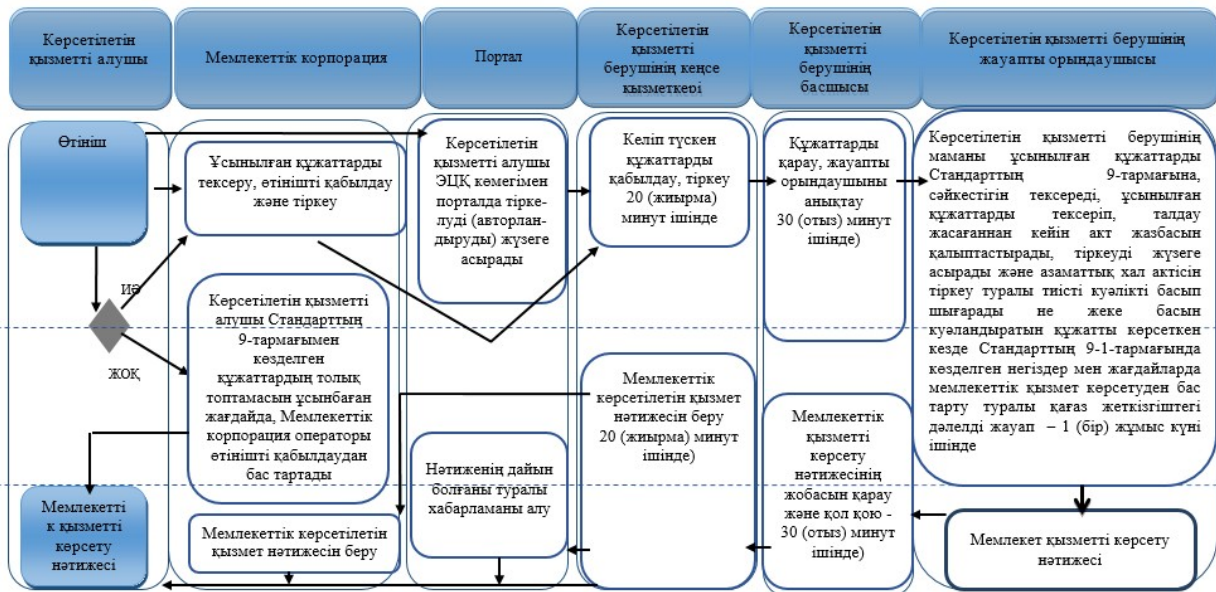 Көрсетілетін
қызметті алушы
Мемлекеттік корпорация
Портал
Көрсетілетін
қызметті
берушінің кеңсе
қызметкері
Көрсетілетін
қызметті
берушінің
басшысы
Көрсетілетін қызметті берушінің
жауапты орындаушысы
Өтініш
Ұсынылған құжаттарды
тексеру, өтінішті қабылдау
және тіркеу
Көрсетілетін
қызметті алушы
ЭЦҚ көмегімен
порталда тірке-
луді (авторлан-
дыруды) жүзеге
асырады
Келіп түскен
құжаттарды
қабылдау, тіркеу
20 (жиырма)
минут ішінде)
Құжаттарды
қарау, жауапты
орындаушыны
анықтау
30 (отыз) минут
ішінде)
Көрсетілетін қызметті берушінің
маманы ұсынылған құжаттарды
Стандарттың 9-тармағына,
сәйкестігін тексереді, ұсынылған
құжаттарды тексеріп, талдау
жасағаннан кейін акт жазбасын
қалыптастырады, тіркеуді жүзеге
асырады және азаматтық хал актісін
тіркеу туралы тиісті куәлікті басып
шығарады не жеке басын
куәландыратын құжатты көрсеткен
кезде Стандарттың 9-1-тармағында
көзделген негіздер мен жағдайларда
мемлекеттік қызмет көрсетуден бас
тарту туралы қағаз жеткізгіштегі
дәлелді жауап – 1 (бір) жұмыс күні
ішінде
иә
жоқ
Көрсетілетін қызметті
алушы Стандарттың
9-тармағымен
көзделген
құжаттардың толық
топтамасын ұсынбаған
жағдайда, Мемлекеттік
корпорация операторы
өтінішті қабылдаудан
бас тартады
Мемлекеттік
көрсетілетін қызмет
нәтижесін беру
20 (жиырма) минут
ішінде)
Мемлекеттік
қызметті
көрсету
нәтижесінің
жобасын қарау
және қол қою -
30 (отыз) минут
ішінде)
Нәтиженің дайын
болғаны туралы
хабарламаны алу
Мемлекетті
к қызметті
көрсету
нәтижесі
Мемлекеттік көрсетілетін
қызмет нәтижесін беру
Мемлекет қызметті көрсету
нәтижесі